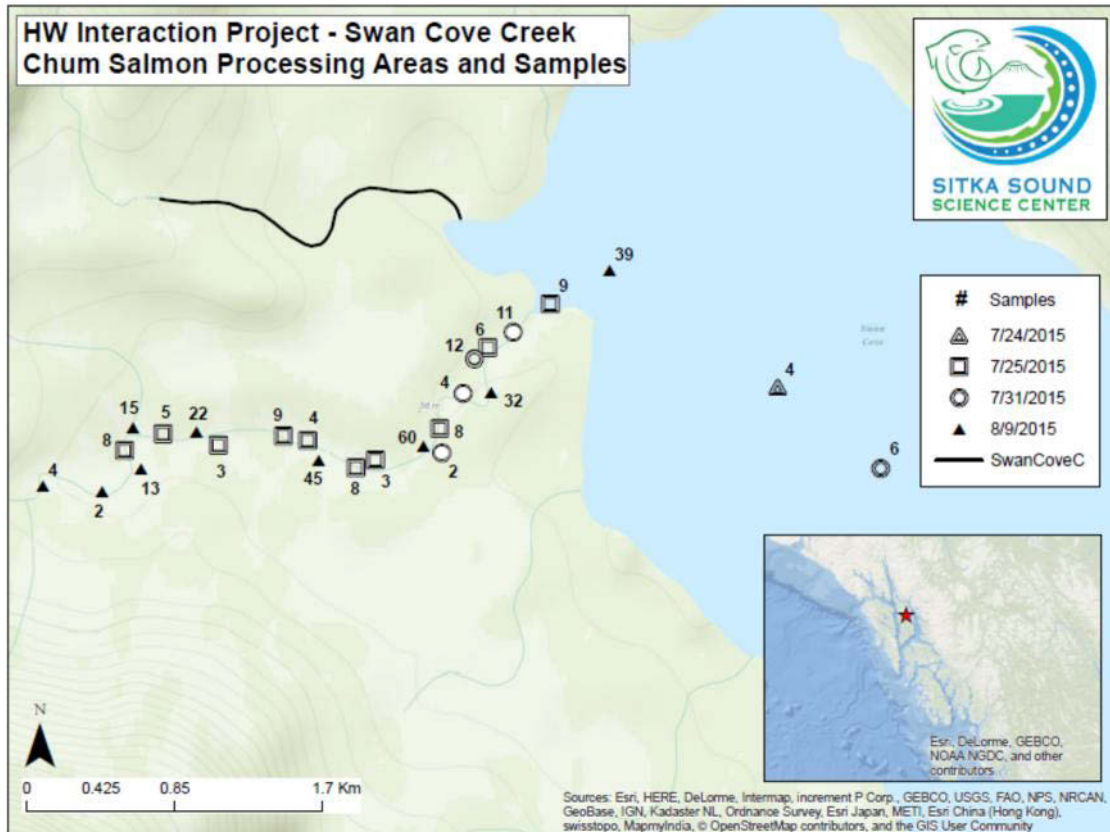 HW Interaction Project - Swan Cove Creek
Chum Salmon Processing Areas and Samples
SITKA SOUND
SCIENCE CENTER
39
9
11
6
12
# Samples
7/24/2015
7/25/2015
7/31/2015
8/9/2015
SwanCoveC
Swan
Cove
4
4
32
6
15
5
22
9
4
60
8
8
3
2
4
13
45
8
3
2
N
0
0.425
0.85
1.7 Km
Esri, DeLorme, GEBCO,
NOAA NGDC, and other
contributors
Sources: Esri, HERE, DeLorme, Intermap, increment P Corp., GEBCO, USGS, FAO, NPS, NRCAN,
GeoBase, IGN, Kadaster NL, Ordnance Survey, Esri Japan, METI, Esri China (Hong Kong),
swisstopo, MapmyIndia, © OpenStreetMap contributors, and the GIS User Community